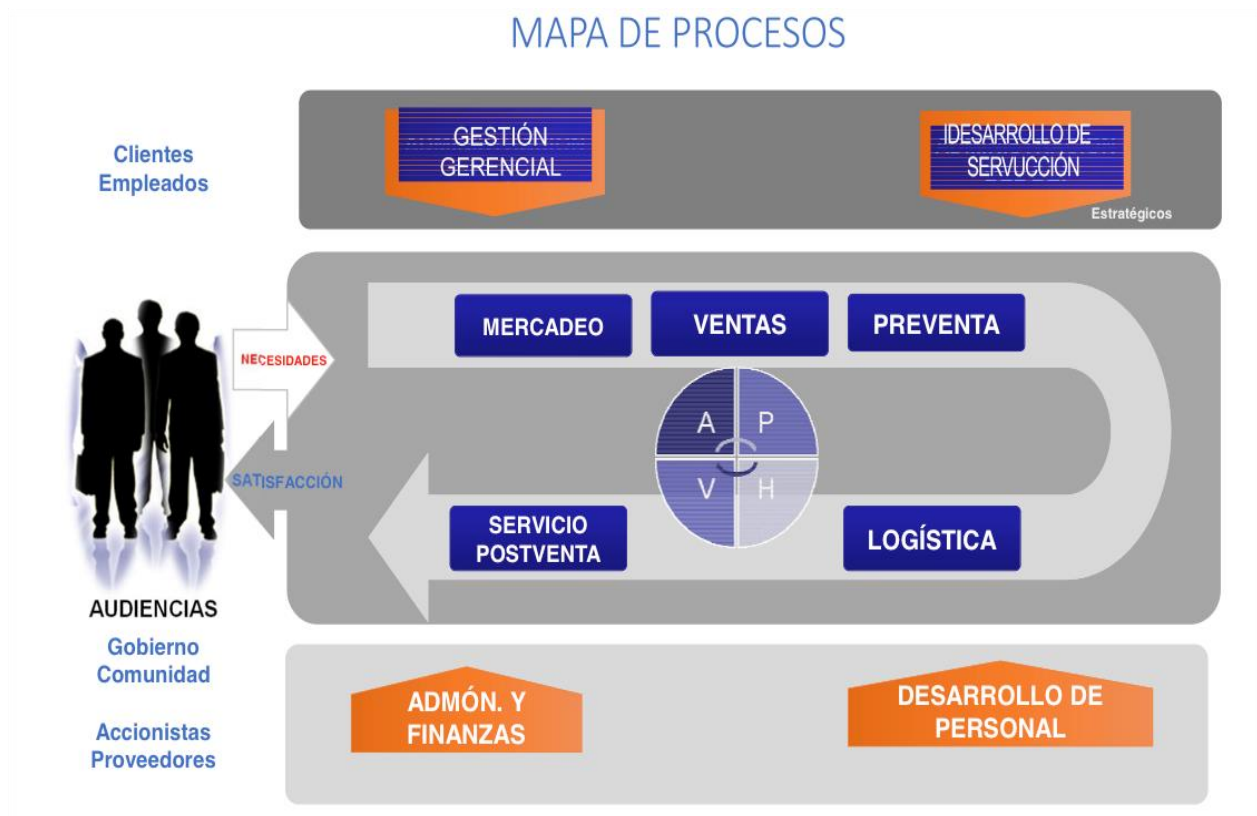 MAPA DE PROCESOS
Clientes
Empleados
GESTIÓN
GERENCIAL
IDESARROLLO DE
SERVUCCIÓN
Estratégicos
NECESIDADES
SATISFACCIÓN
MERCADEO
VENTAS
PREVENTA
A
P
V
H
SERVICIO
POSTVENTA
LOGÍSTICA
AUDIENCIAS
Gobierno
Comunidad
Accionistas
Proveedores
ADMÓN. Y
FINANZAS
DESARROLLO DE
PERSONAL